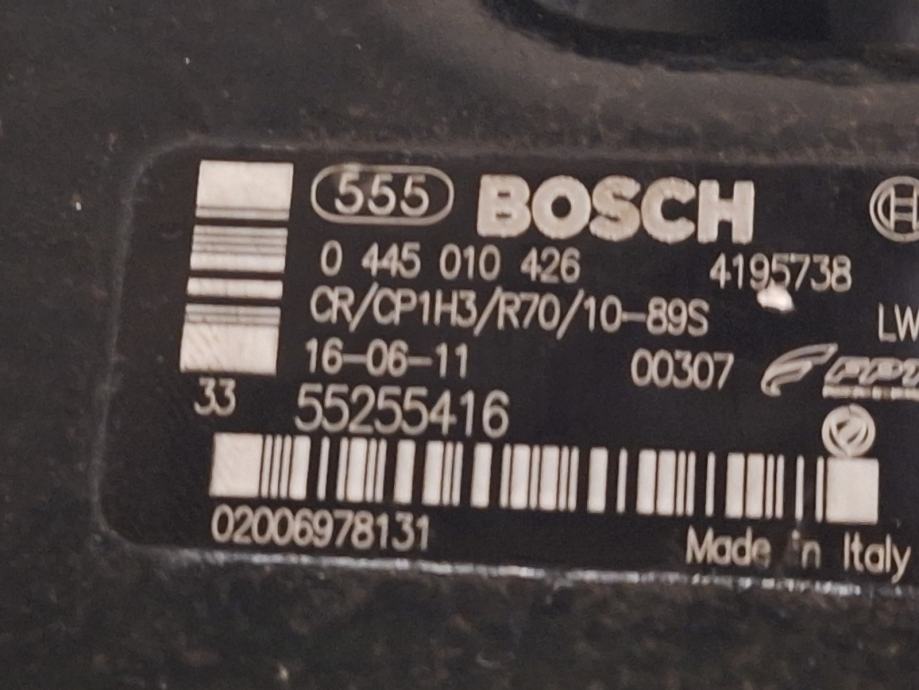 555 BOSCH
0 445 010 426 4195738
CR/CP1H3/R70/10-89S LW
16-06-11 00307
33 55255416
02006978131 Made in Italy